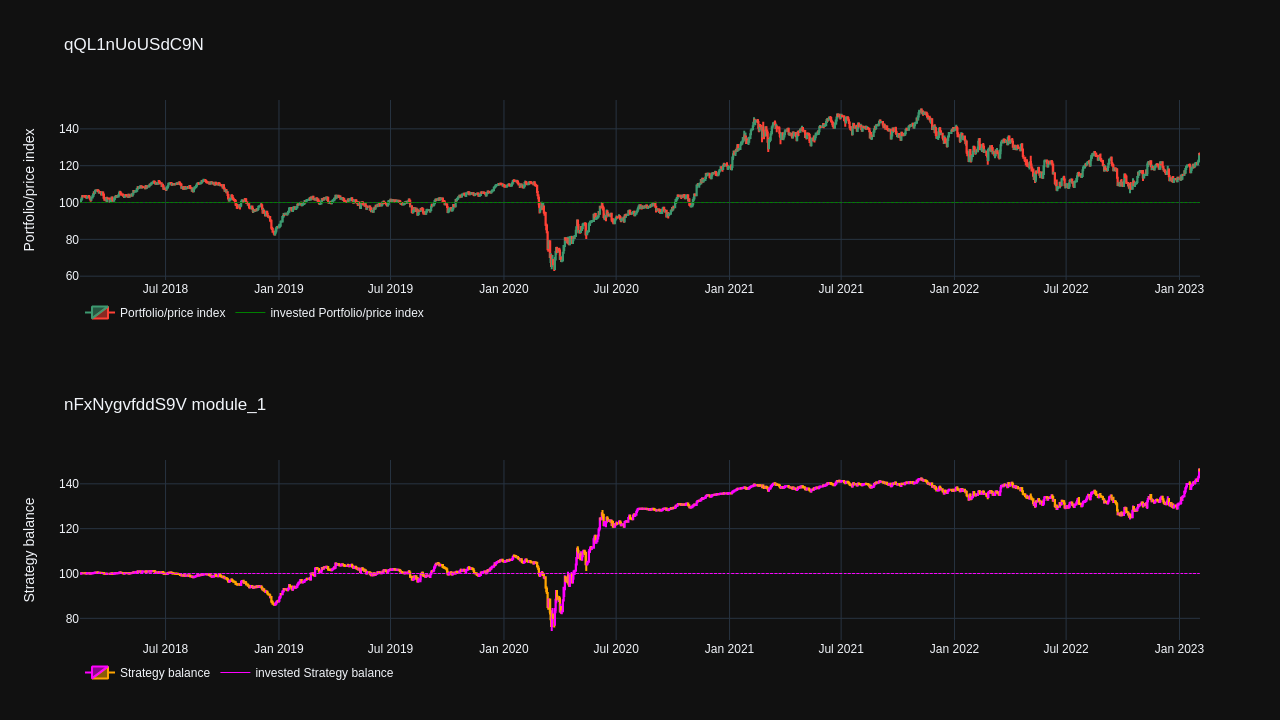 qQL1nUoUSdC9N
Portfolio/price index
140
120
100
80
60
Jul 2018 Jan 2019 Jul 2019 Jan 2020 Jul 2020 Jan 2021 Jul 2021 Jan 2022 Jul 2022 Jan 2023
Portfolio/price index invested Portfolio/price index
nFxNygvfddS9V module_1
Strategy balance
140
120
100
80
Jul 2018 Jan 2019 Jul 2019 Jan 2020 Jul 2020 Jan 2021 Jul 2021 Jan 2022 Jul 2022 Jan 2023
Strategy balance invested Strategy balance